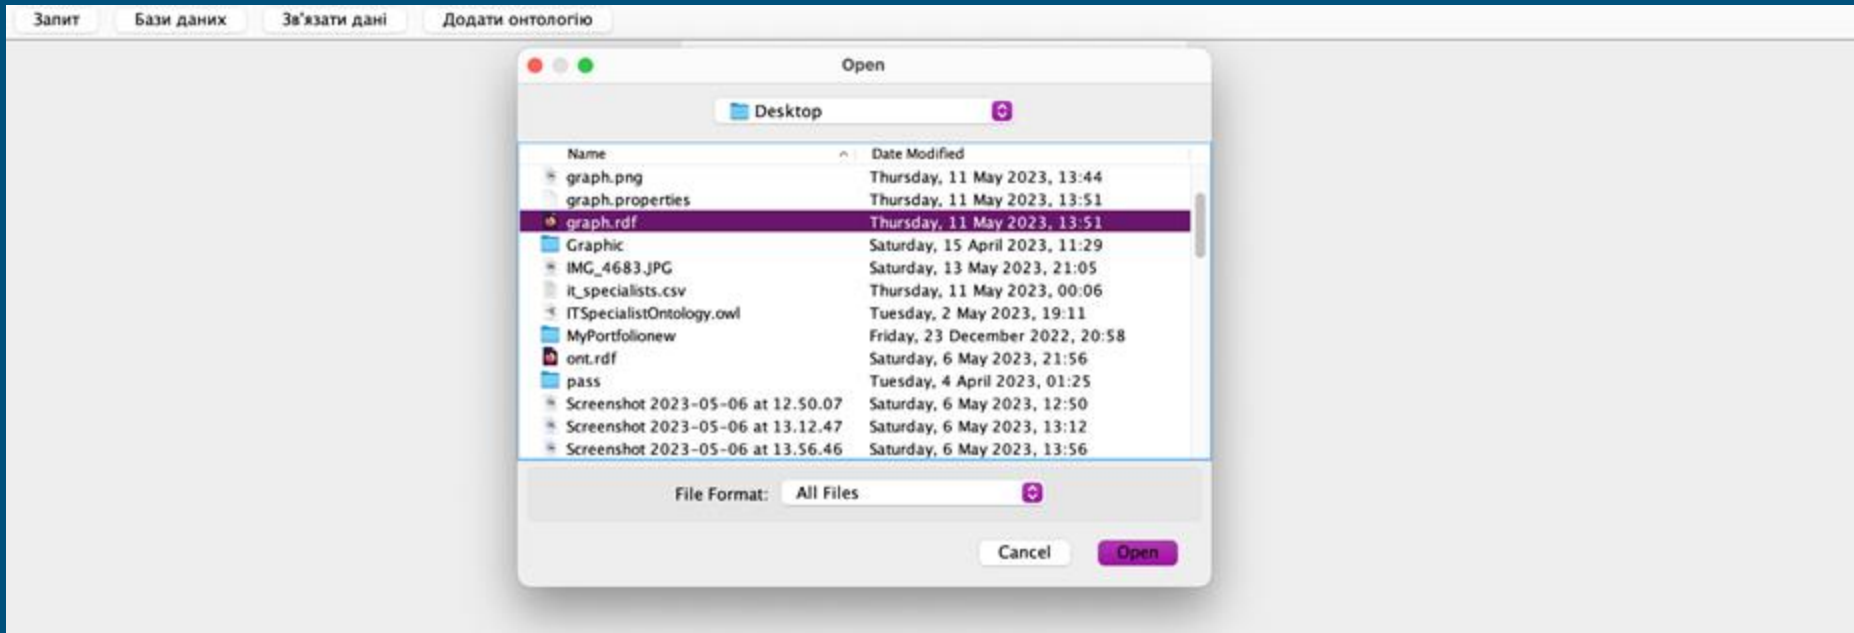 Запит Бази даних Зв'язати дані Додати онтологію
Open
Desktop
Name Date Modified
graph.png Thursday, 11 May 2023, 13:44
graph.properties Thursday, 11 May 2023, 13:51
graph.rdf Thursday, 11 May 2023, 13:51
Graphic Saturday, 15 April 2023, 11:29
IMG_4683.JPG Saturday, 13 May 2023, 21:05
it_specialists.csv Thursday, 11 May 2023, 00:06
ITSpecialistOntology.owl Tuesday, 2 May 2023, 19:11
MyPortfolionew Friday, 23 December 2022, 20:58
ont.rdf Saturday, 6 May 2023, 21:56
pass Tuesday, 4 April 2023, 01:25
Screenshot 2023-05-06 at 12.50.07 Saturday, 6 May 2023, 12:50
Screenshot 2023-05-06 at 13.12.47 Saturday, 6 May 2023, 13:12
Screenshot 2023-05-06 at 13.56.46 Saturday, 6 May 2023, 13:56
File Format: All Files
Cancel Open